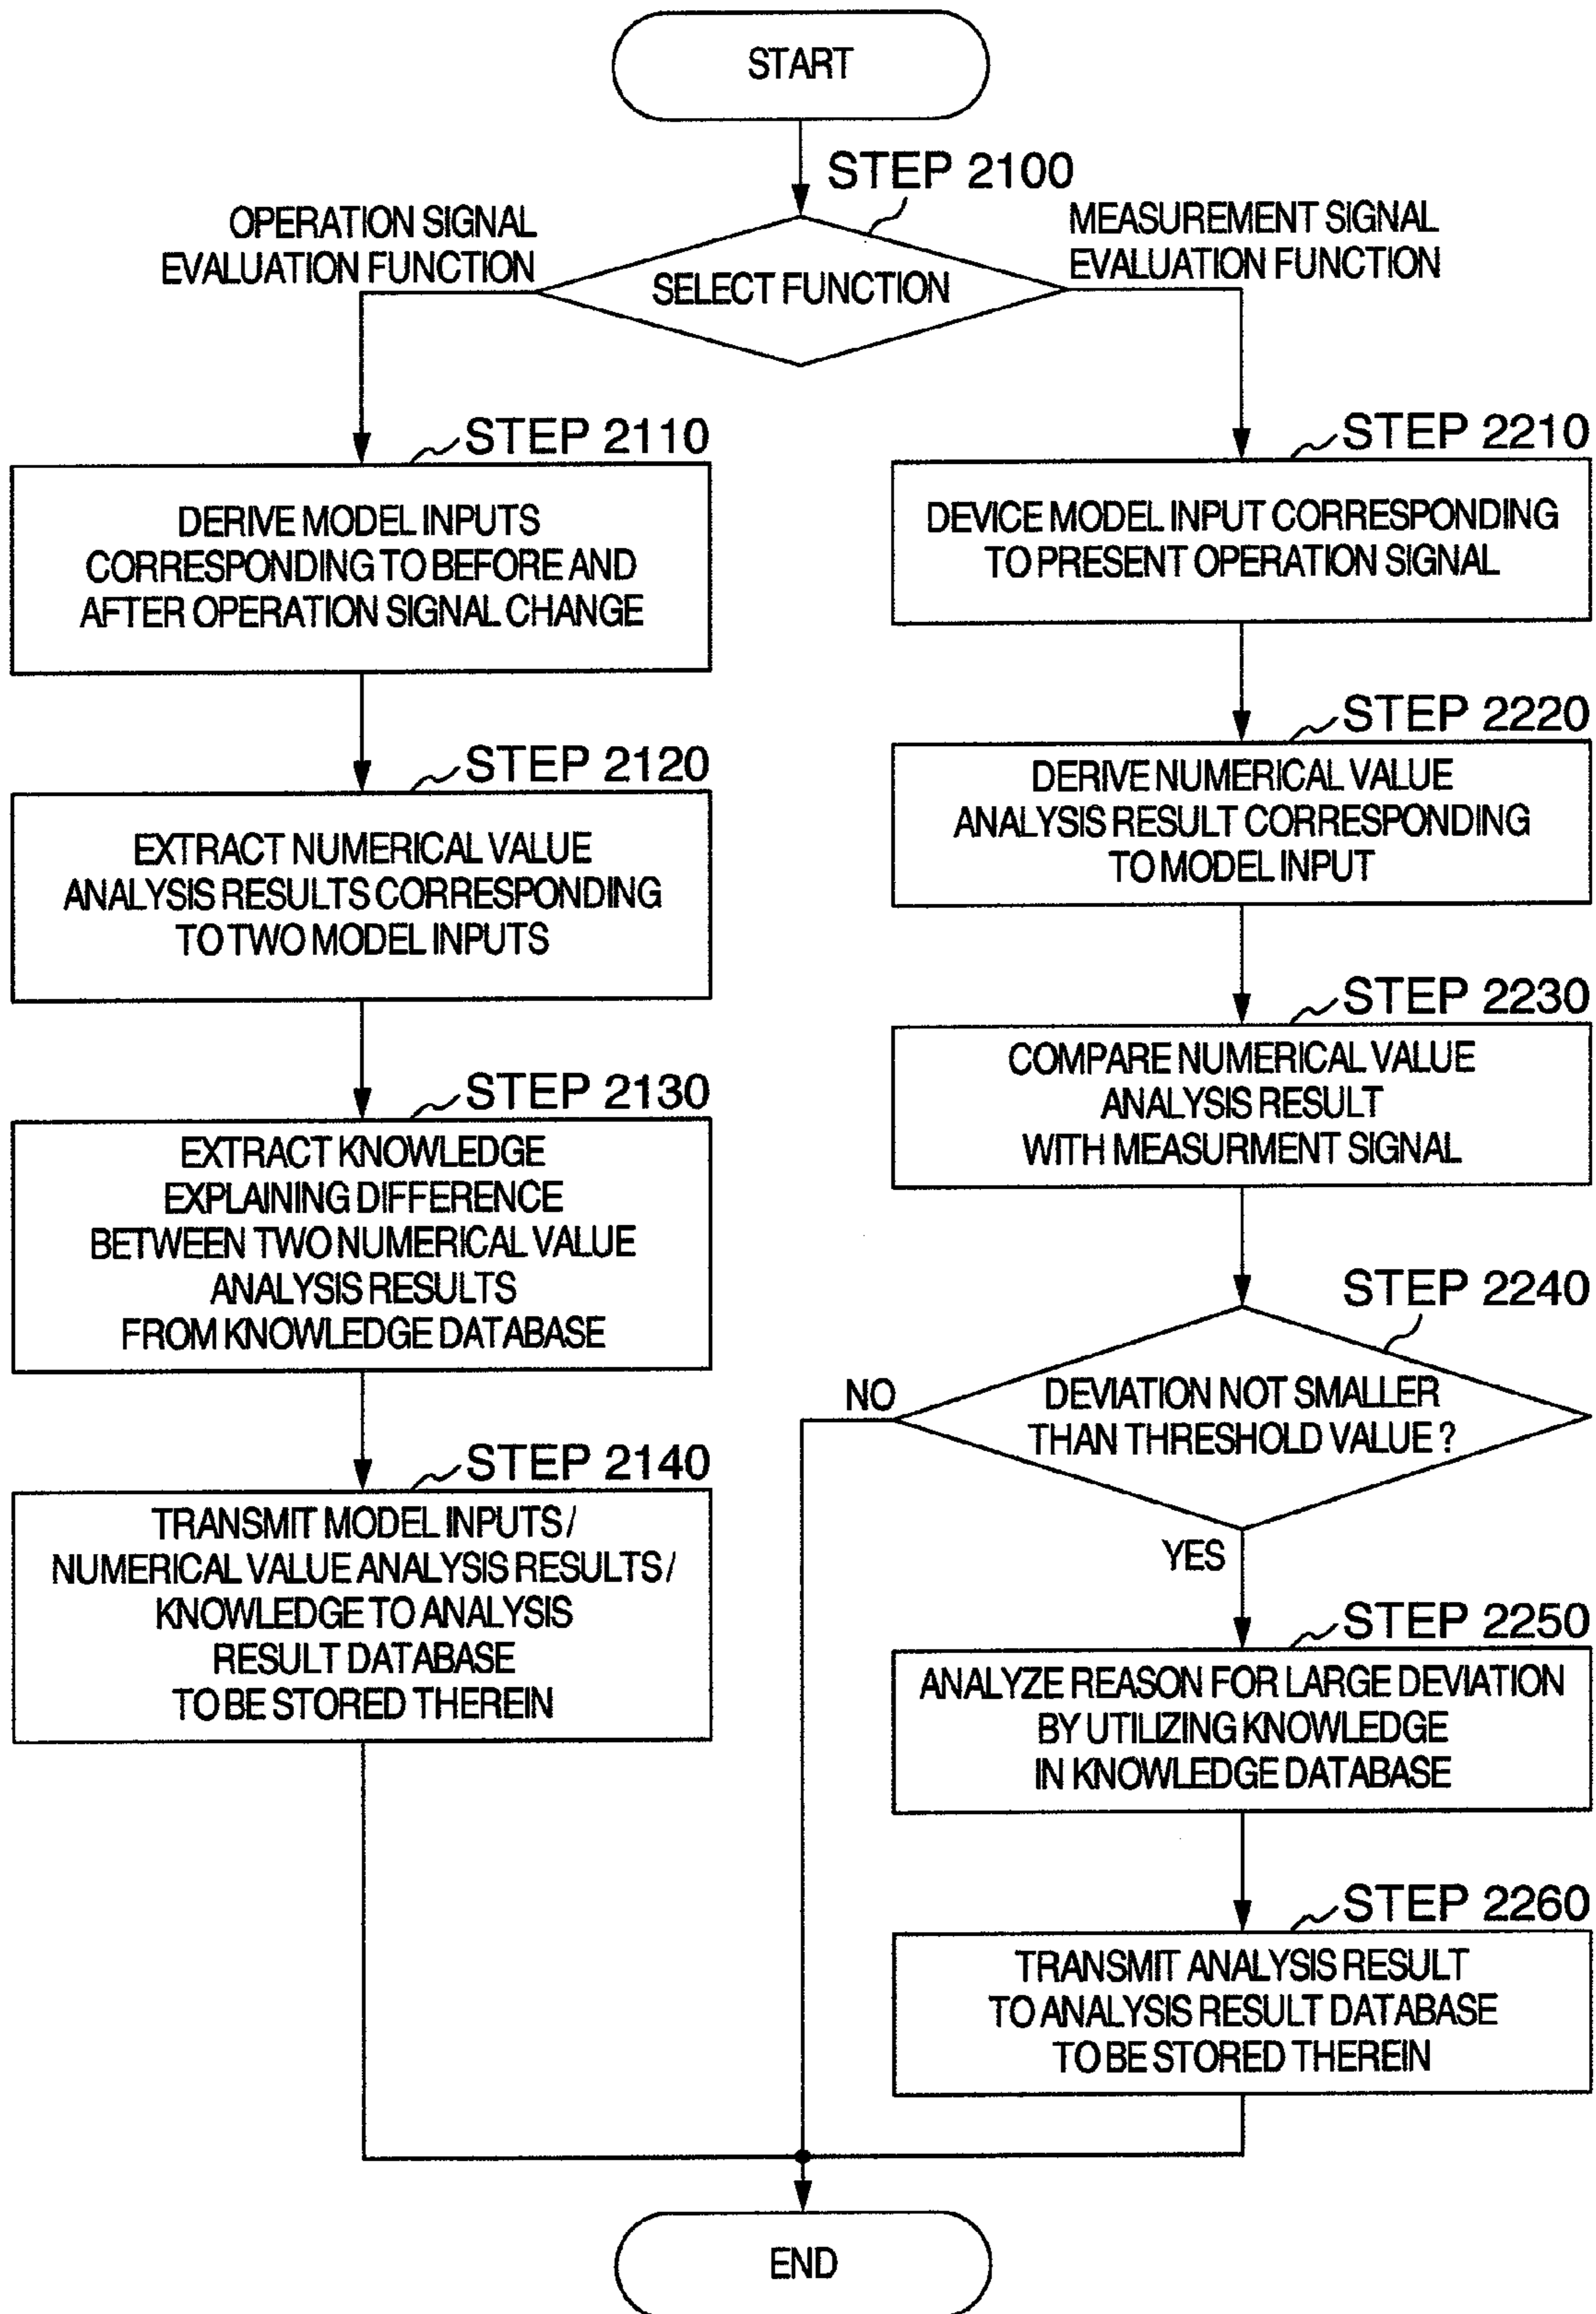 START
STEP 2100
OPERATION SIGNAL
EVALUATION FUNCTION
MEASUREMENT SIGNAL
EVALUATION FUNCTION
SELECT FUNCTION
STEP 2110
DERIVE MODEL INPUTS
CORRESPONDING TO BEFORE AND
AFTER OPERATION SIGNAL CHANGE
STEP 2120
EXTRACT NUMERICAL VALUE
ANALYSIS RESULTS CORRESPONDING
TO TWO MODEL INPUTS
STEP 2130
EXTRACT KNOWLEDGE
EXPLAINING DIFFERENCE
BETWEEN TWO NUMERICAL VALUE
ANALYSIS RESULTS
FROM KNOWLEDGE DATABASE
STEP 2140
TRANSMIT MODEL INPUTS /
NUMERICAL VALUE ANALYSIS RESULTS /
KNOWLEDGE TO ANALYSIS
RESULT DATABASE
TO BE STORED THEREIN
STEP 2210
DEVICE MODEL INPUT CORRESPONDING
TO PRESENT OPERATION SIGNAL
STEP 2220
DERIVE NUMERICAL VALUE
ANALYSIS RESULT CORRESPONDING
TO MODEL INPUT
STEP 2230
COMPARE NUMERICAL VALUE
ANALYSIS RESULT
WITH MEASURMENT SIGNAL
STEP 2240
DEVIATION NOT SMALLER
THAN THRESHOLD VALUE ?
NO
YES
STEP 2250
ANALYZE REASON FOR LARGE DEVIATION
BY UTILIZING KNOWLEDGE
IN KNOWLEDGE DATABASE
STEP 2260
TRANSMIT ANALYSIS RESULT
TO ANALYSIS RESULT DATABASE
TO BE STORED THEREIN
END